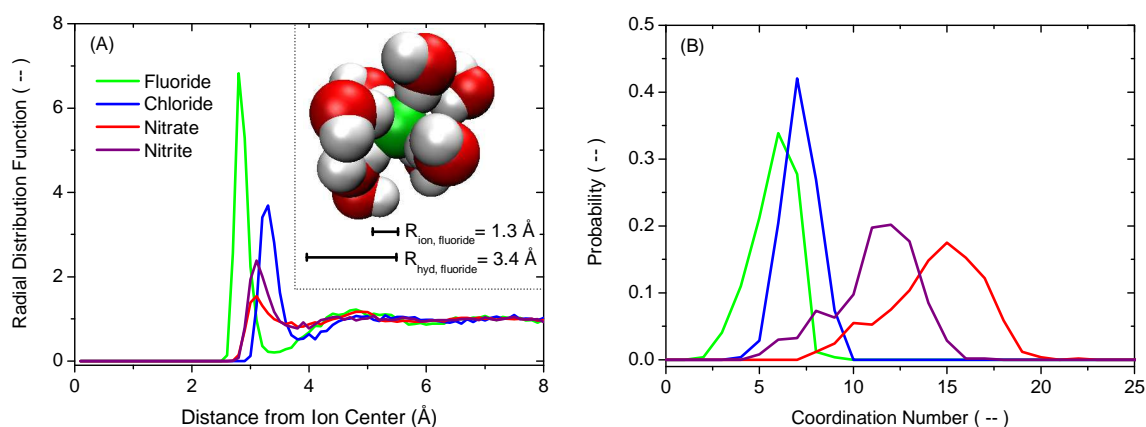 (A)
Radial Distribution Function ( -- )
8
6
4
2
0
Fluoride
Chloride
Nitrate
Nitrite
R_ion, fluoride = 1.3 Å
R_hyd, fluoride = 3.4 Å
0 2 4 6 8
Distance from Ion Center (Å)
(B)
Probability ( -- )
0.5
0.4
0.3
0.2
0.1
0.0
0 5 10 15 20 25
Coordination Number ( -- )